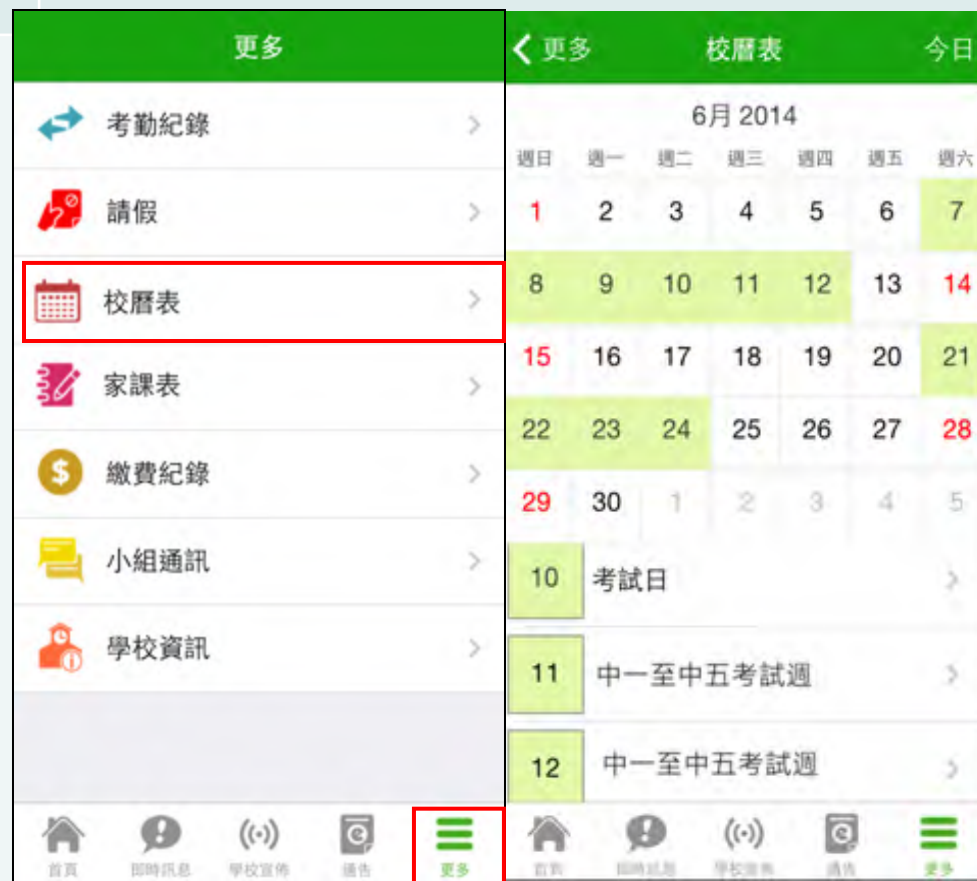 更多
考勤紀錄
請假
校曆表
家課表
繳費紀錄
小組通訊
學校資訊
首頁 即時訊息 學校宣佈 通告 更多
更多 校曆表 今日
6月 2014
週日 週一 週二 週三 週四 週五 週六
1 2 3 4 5 6 7
8 9 10 11 12 13 14
15 16 17 18 19 20 21
22 23 24 25 26 27 28
29 30 1 2 3 4 5
10 考試日
11 中一至中五考試週
12 中一至中五考試週
首頁 即時訊息 學校宣佈 通告 更多